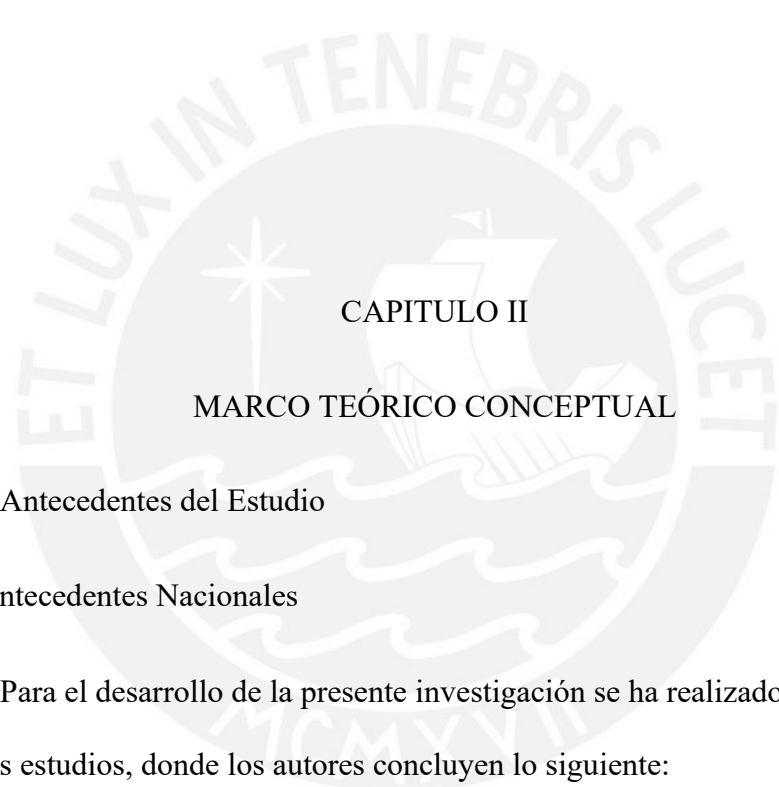 ET LUX IN TENEBRIS LUCET
CAPITULO II
MARCO TEÓRICO CONCEPTUAL
Antecedentes del Estudio
ntecedentes Nacionales
Para el desarrollo de la presente investigación se ha realizado
s estudios, donde los autores concluyen lo siguiente:
MCMXVII